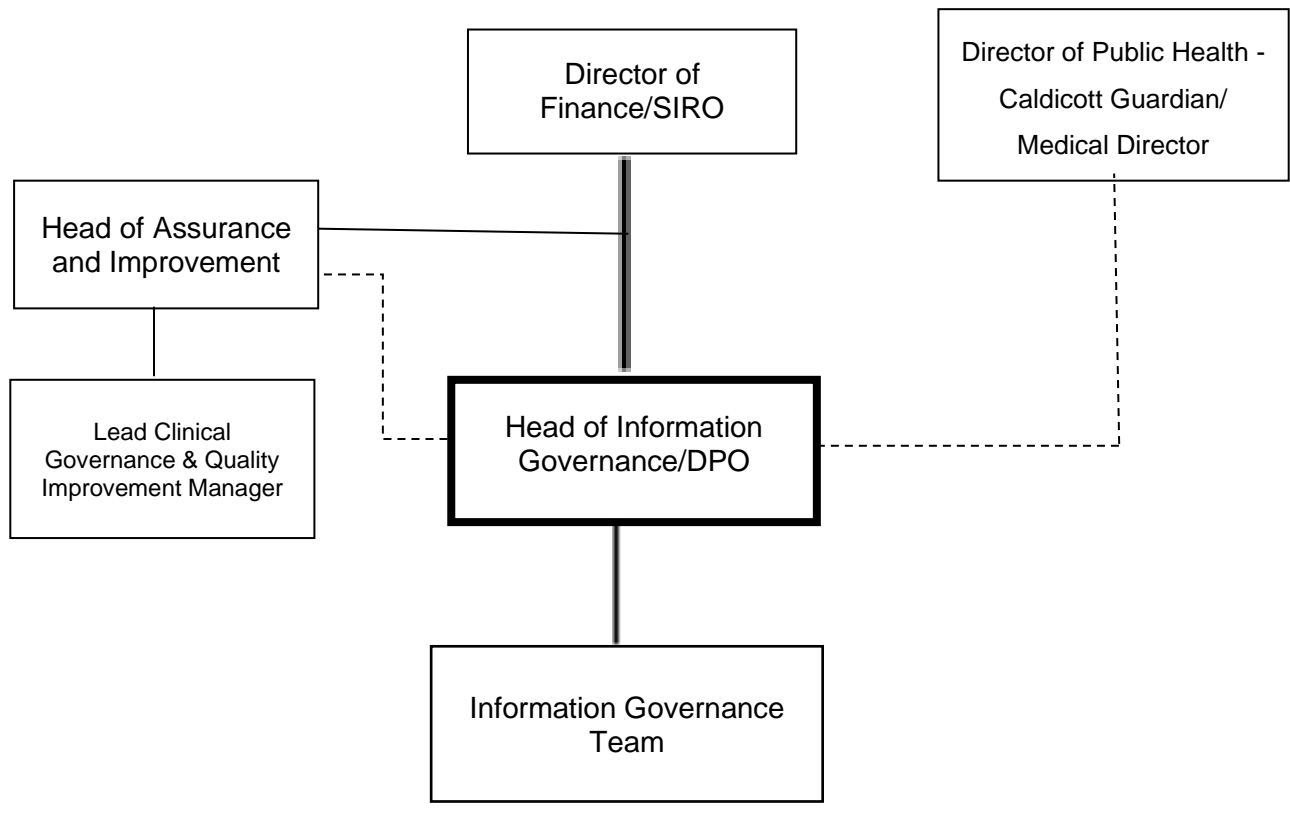 Director of
Finance/SIRO
Director of Public Health -
Caldicott Guardian/
Medical Director
Head of Assurance
and Improvement
Lead Clinical
Governance & Quality
Improvement Manager
Head of Information
Governance/DPO
Information Governance
Team